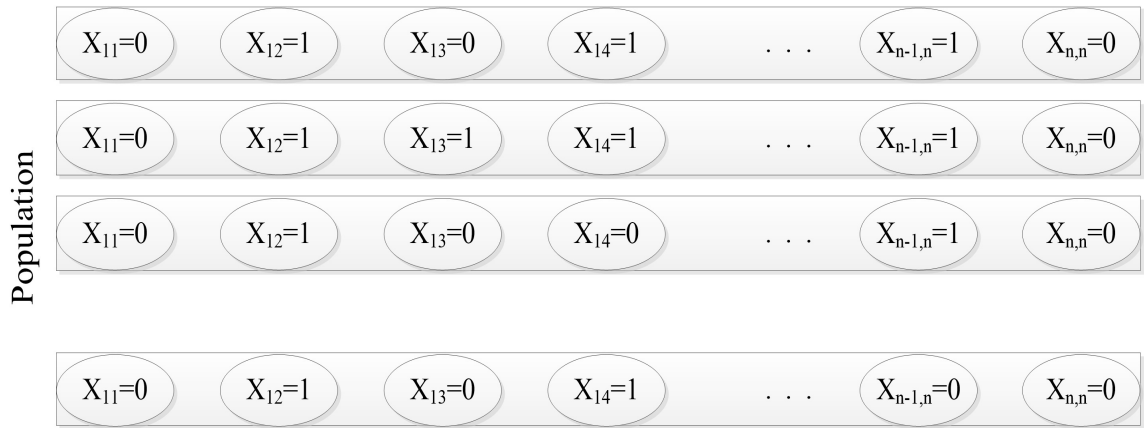 X11=0 X12=1 X13=0 X14=1 . . . Xn-1,n=1 Xn,n=0
X11=0 X12=1 X13=1 X14=1 . . . Xn-1,n=1 Xn,n=0
Population
X11=0 X12=1 X13=0 X14=0 . . . Xn-1,n=1 Xn,n=0
X11=0 X12=1 X13=0 X14=1 . . . Xn-1,n=0 Xn,n=0